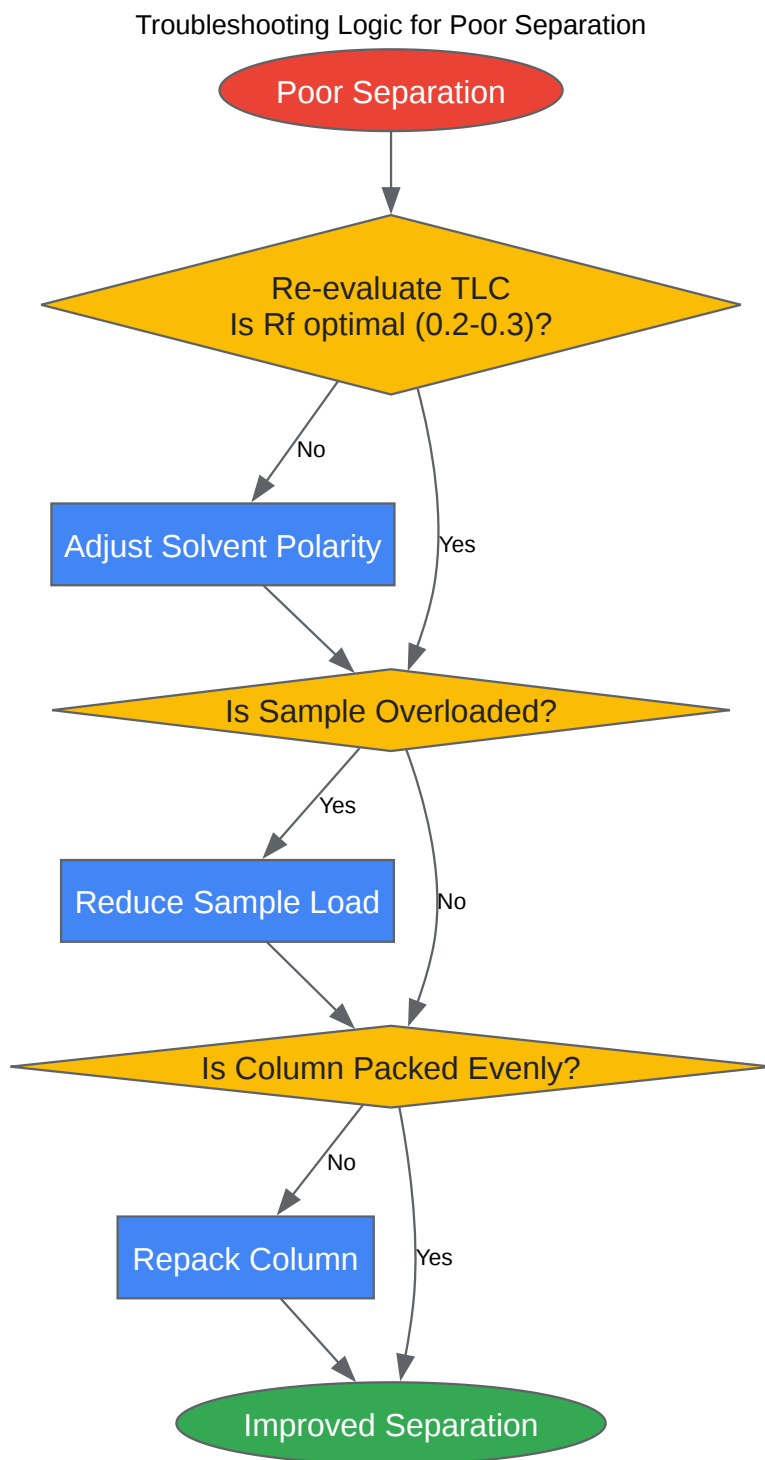 Troubleshooting Logic for Poor Separation
Poor Separation
Re-evaluate TLC
Is Rf optimal (0.2-0.3)?
No
Adjust Solvent Polarity
Yes
Is Sample Overloaded?
Yes
Reduce Sample Load
No
Is Column Packed Evenly?
No
Repack Column
Yes
Improved Separation